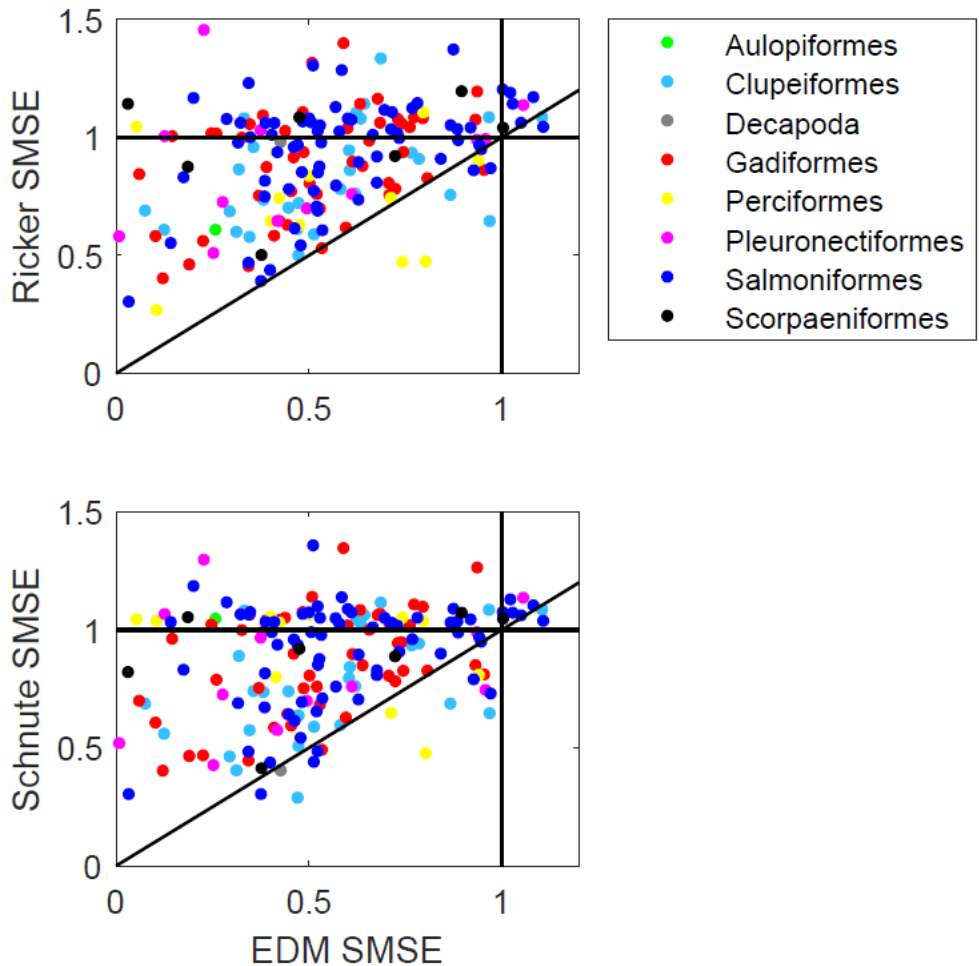 1.5
1
0.5
0
0 0.5 1
Ricker SMSE
Aulopiformes
Clupeiformes
Decapoda
Gadiformes
Perciformes
Pleuronectiformes
Salmoniformes
Scorpaeniformes
1.5
1
0.5
0
0 0.5 1
Schnute SMSE
EDM SMSE